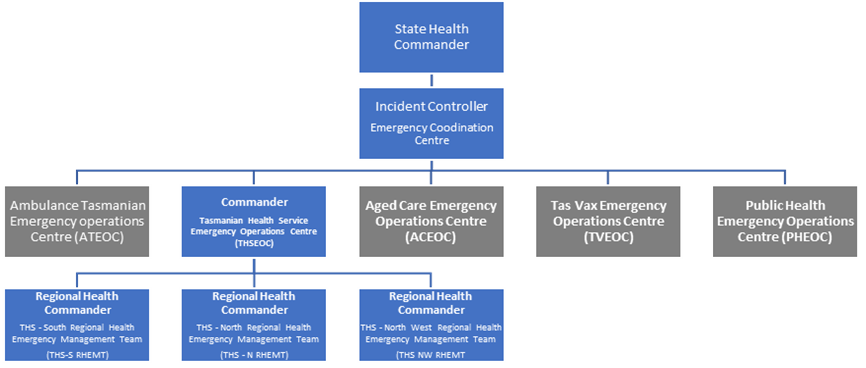 State Health
Commander
Incident Controller
Emergency Coodination
Centre
Ambulance Tasmanian
Emergency operations
Centre (ATEOC)
Commander
Tasmanian Health Service
Emergency Operations Centre
(THSEOC)
Aged Care Emergency
Operations Centre
(ACEOC)
Tas Vax Emergency
Operations Centre
(TVEOC)
Public Health
Emergency Operations
Centre (PHEOC)
Regional Health
Commander
THS - South Regional Health
Emergency Management Team
(THS-S RHEMT)
Regional Health
Commander
THS - North Regional Health
Emergency Management Team
(THS - N RHEMT)
Regional Health
Commander
THS - North West Regional Health
Emergency Management Team
(THS NW RHEMT